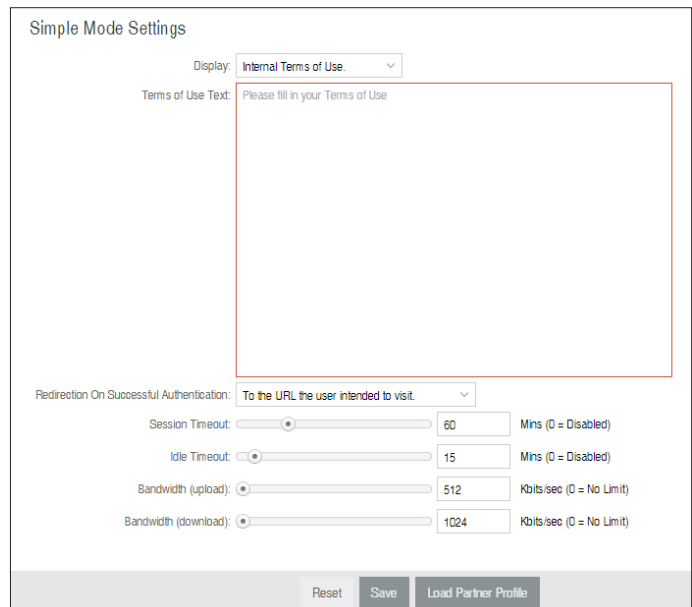 Simple Mode Settings
Display: Internal Terms of Use.
Terms of Use Text: Please fill in your Terms of Use
Redirection On Successful Authentication: To the URL the user intended to visit.
Session Timeout: 60 Mins (0 = Disabled)
Idle Timeout: 15 Mins (0 = Disabled)
Bandwidth (upload): 512 Kbits/sec (0 = No Limit)
Bandwidth (download): 1024 Kbits/sec (0 = No Limit)
Reset Save Load Partner Profile